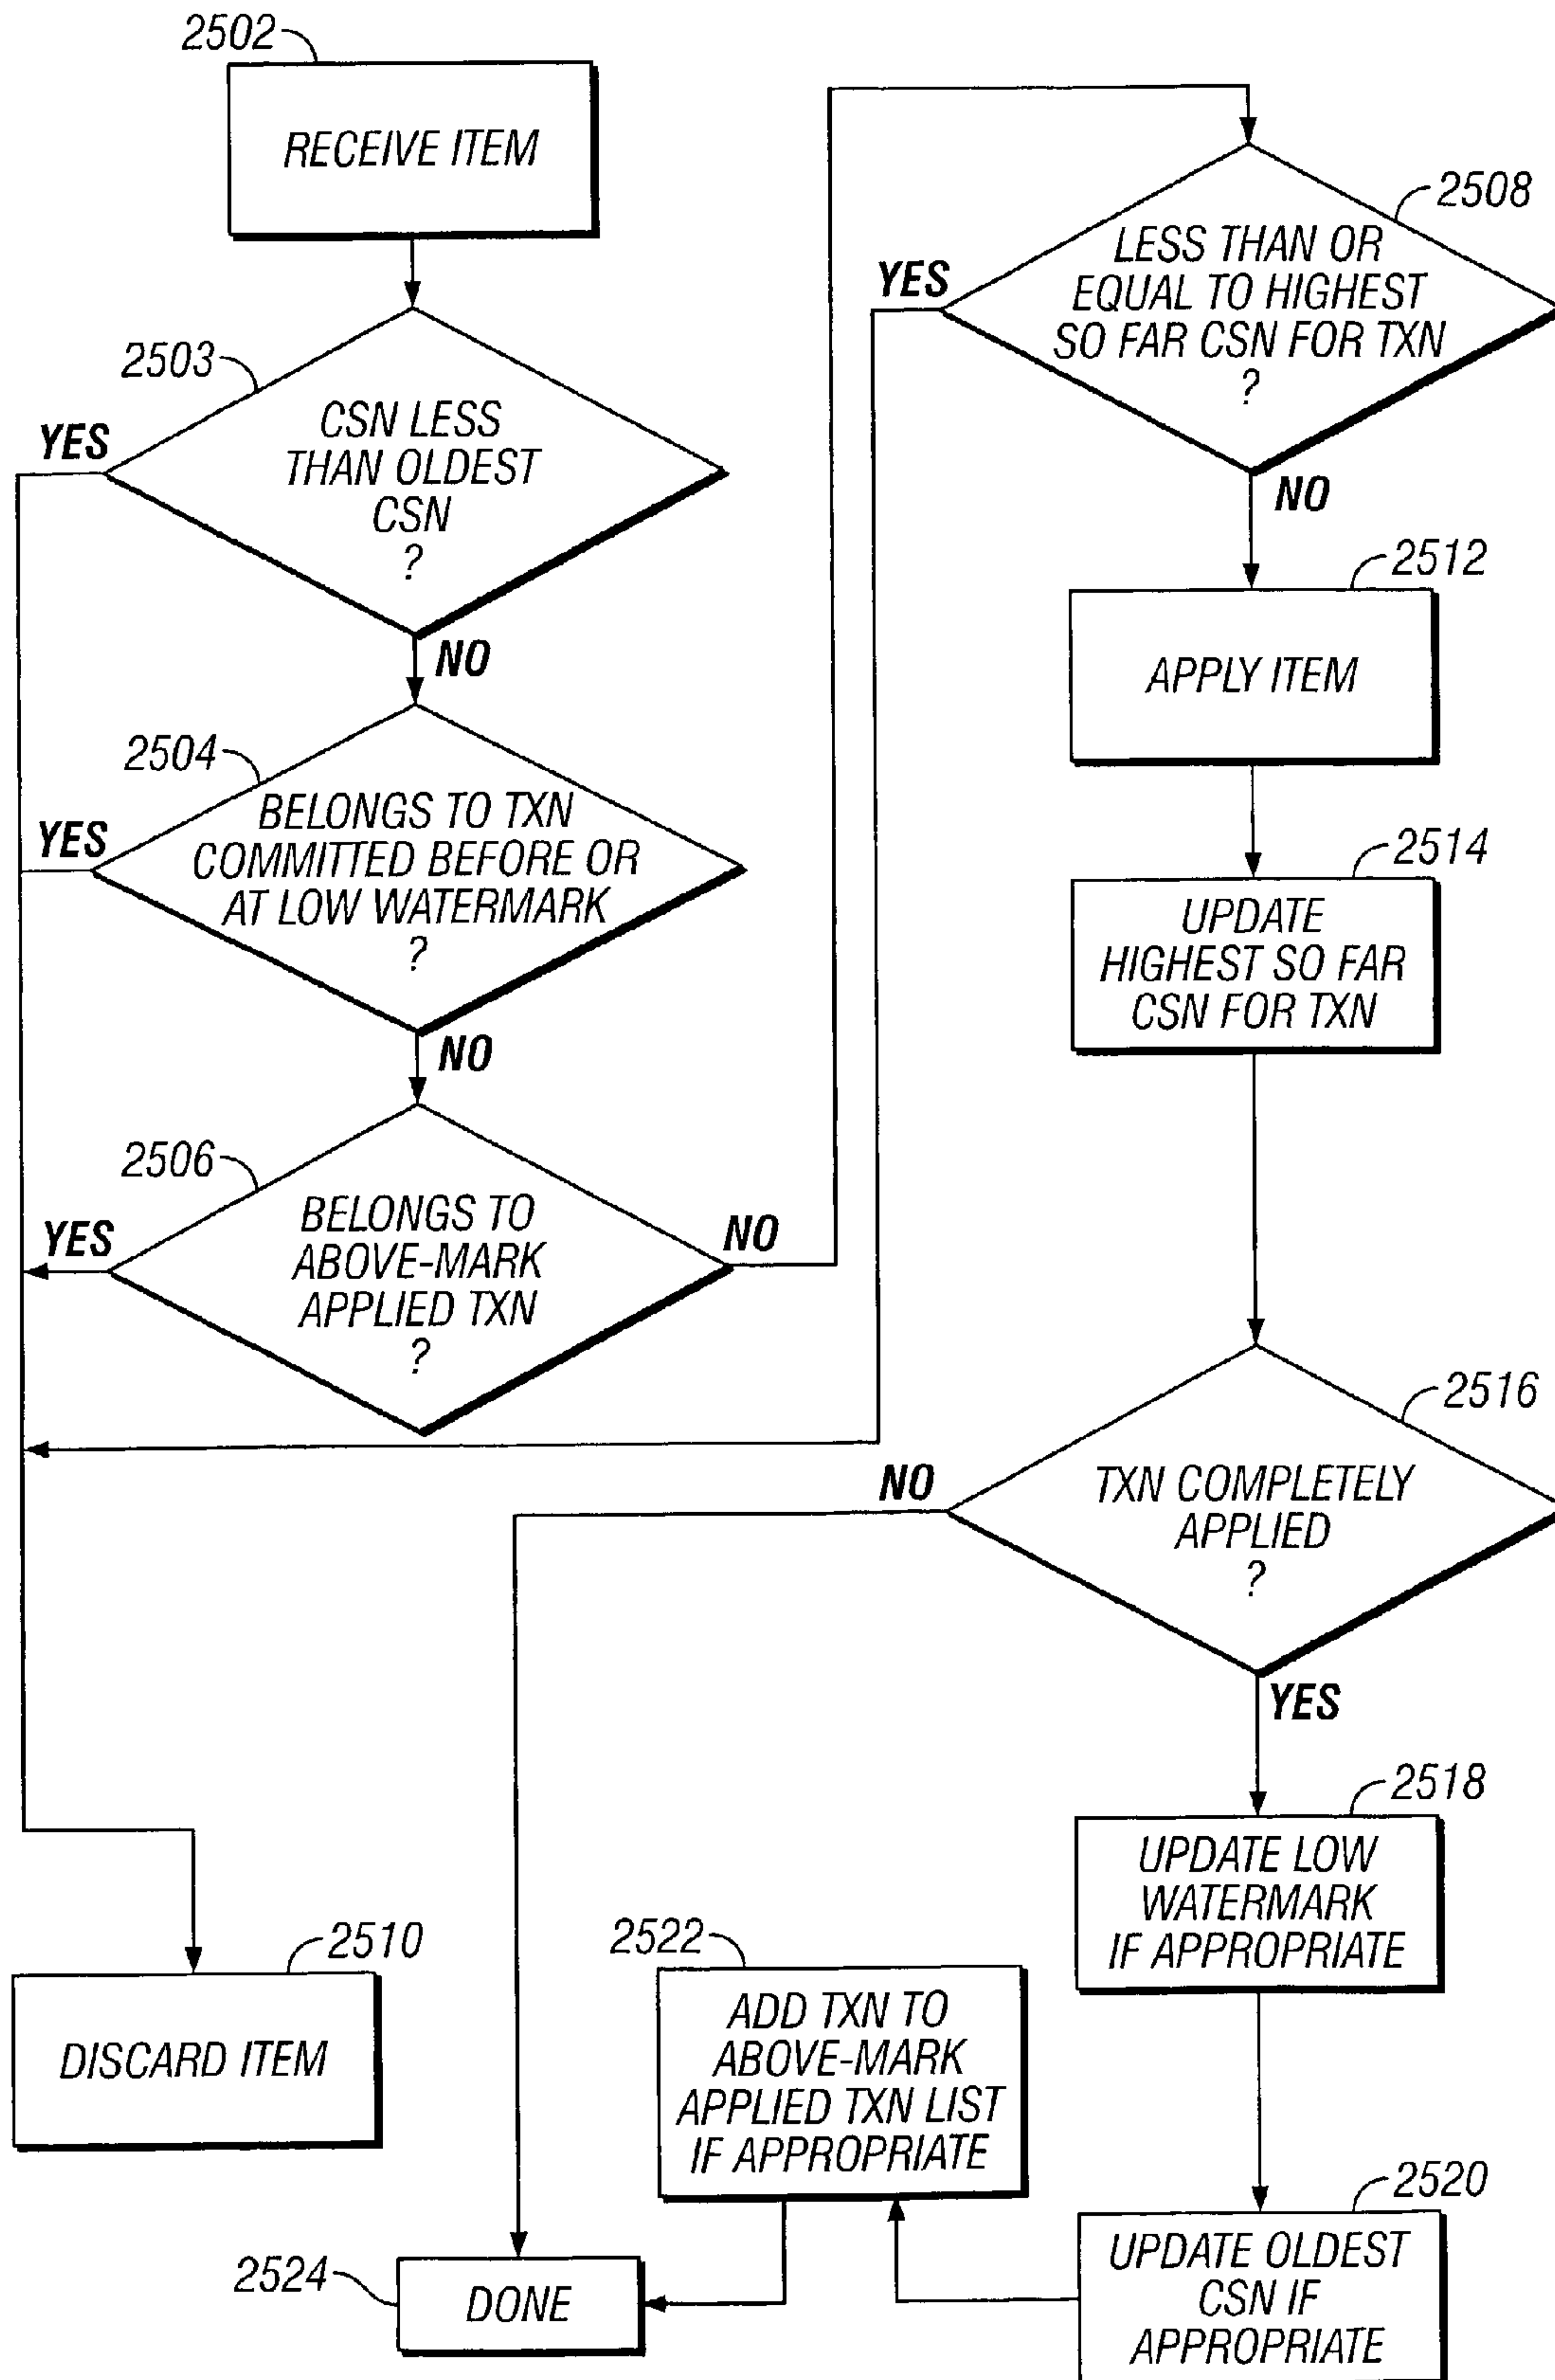 2502
RECEIVE ITEM
2503
CSN LESS
THAN OLDEST
CSN
?
YES
NO
2504
BELONGS TO TXN
COMMITTED BEFORE OR
AT LOW WATERMARK
?
YES
NO
2506
BELONGS TO
ABOVE-MARK
APPLIED TXN
?
YES
NO
2508
LESS THAN OR
EQUAL TO HIGHEST
SO FAR CSN FOR TXN
?
YES
NO
2512
APPLY ITEM
2514
UPDATE
HIGHEST SO FAR
CSN FOR TXN
2516
TXN COMPLETELY
APPLIED
?
NO
YES
2518
UPDATE LOW
WATERMARK
IF APPROPRIATE
2510
DISCARD ITEM
2522
ADD TXN TO
ABOVE-MARK
APPLIED TXN LIST
IF APPROPRIATE
2520
UPDATE OLDEST
CSN IF
APPROPRIATE
2524
DONE